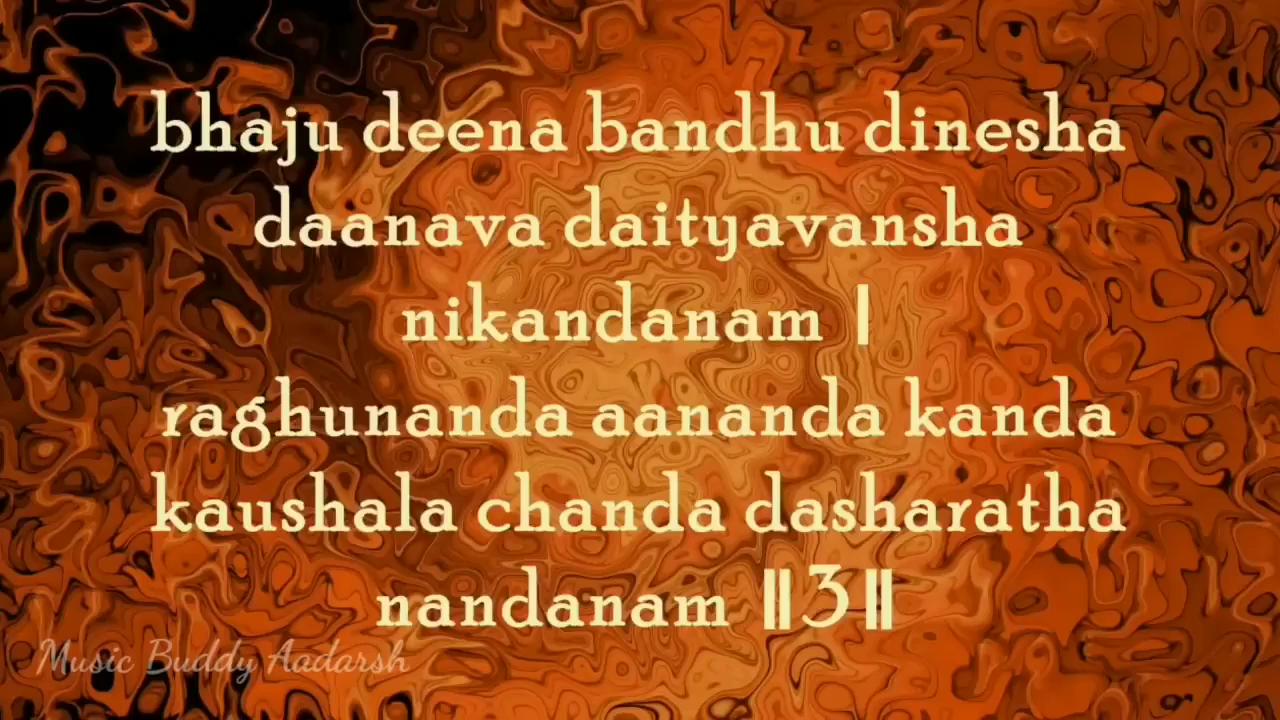 bhaju deena bandhu dinesha
daanava daityavansha
nikandanam |
raghunanda aananda kanda
kaushala chanda dasharatha
nandanam ||3||
Music Buddy Aadarsh